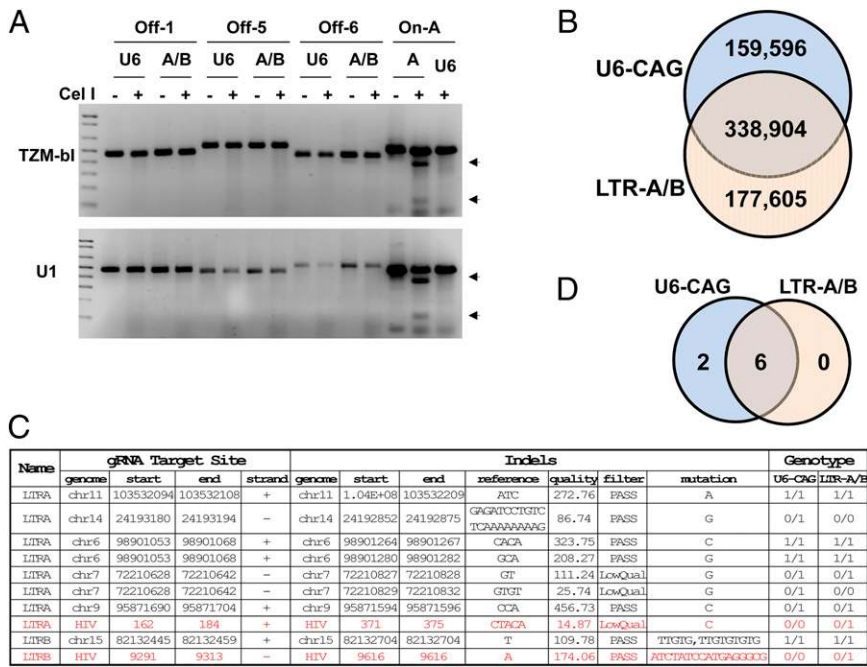 A
Off-1 Off-5 Off-6 On-A
U6 A/B U6 A/B U6 A/B A U6
Cel I - + - + - + - + - + - + - + +
TZM-bl
U1
B
U6-CAG
159,596
338,904
LTR-A/B
177,605
D
U6-CAG LTR-A/B
2 6 0
C
Name gRNA Target Site Indels Genotype
genome start end strand genome start end reference quality filter mutation U6-CAG LTR-A/B
LTRA chr11 103532094 103532108 + chr11 1.04E+08 103532209 ATC 272.76 PASS A 1/1 1/1
LTRA chr14 24193180 24193194 – chr14 24192852 24192875 GAGATCCTGTC
TCAAAAAAAAG 86.74 PASS G 0/1 0/0
LTRA chr6 98901053 98901068 + chr6 98901264 98901267 CACA 323.75 PASS C 1/1 1/1
LTRA chr6 98901053 98901068 + chr6 98901280 98901282 GCA 208.27 PASS G 1/1 1/1
LTRA chr7 72210628 72210642 – chr7 72210827 72210828 GT 111.24 LowQual G 0/1 0/1
LTRA chr7 72210628 72210642 – chr7 72210829 72210832 GTGT 25.74 LowQual G 0/1 0/1
LTRA chr9 95871690 95871704 + chr9 95871594 95871596 CCA 456.73 PASS C 0/1 0/1
LTRA HIV 162 184 + HIV 371 375 CTACA 14.87 LowQual C 0/0 0/1
LTRB chr15 82132445 82132459 + chr15 82132704 82132704 T 109.78 PASS TTGTG,TTGTGTGTG 1/1 1/1
LTRB HIV 9291 9313 – HIV 9616 9616 A 174.06 PASS ATCTATCCATGAGGGCG 0/0 0/1